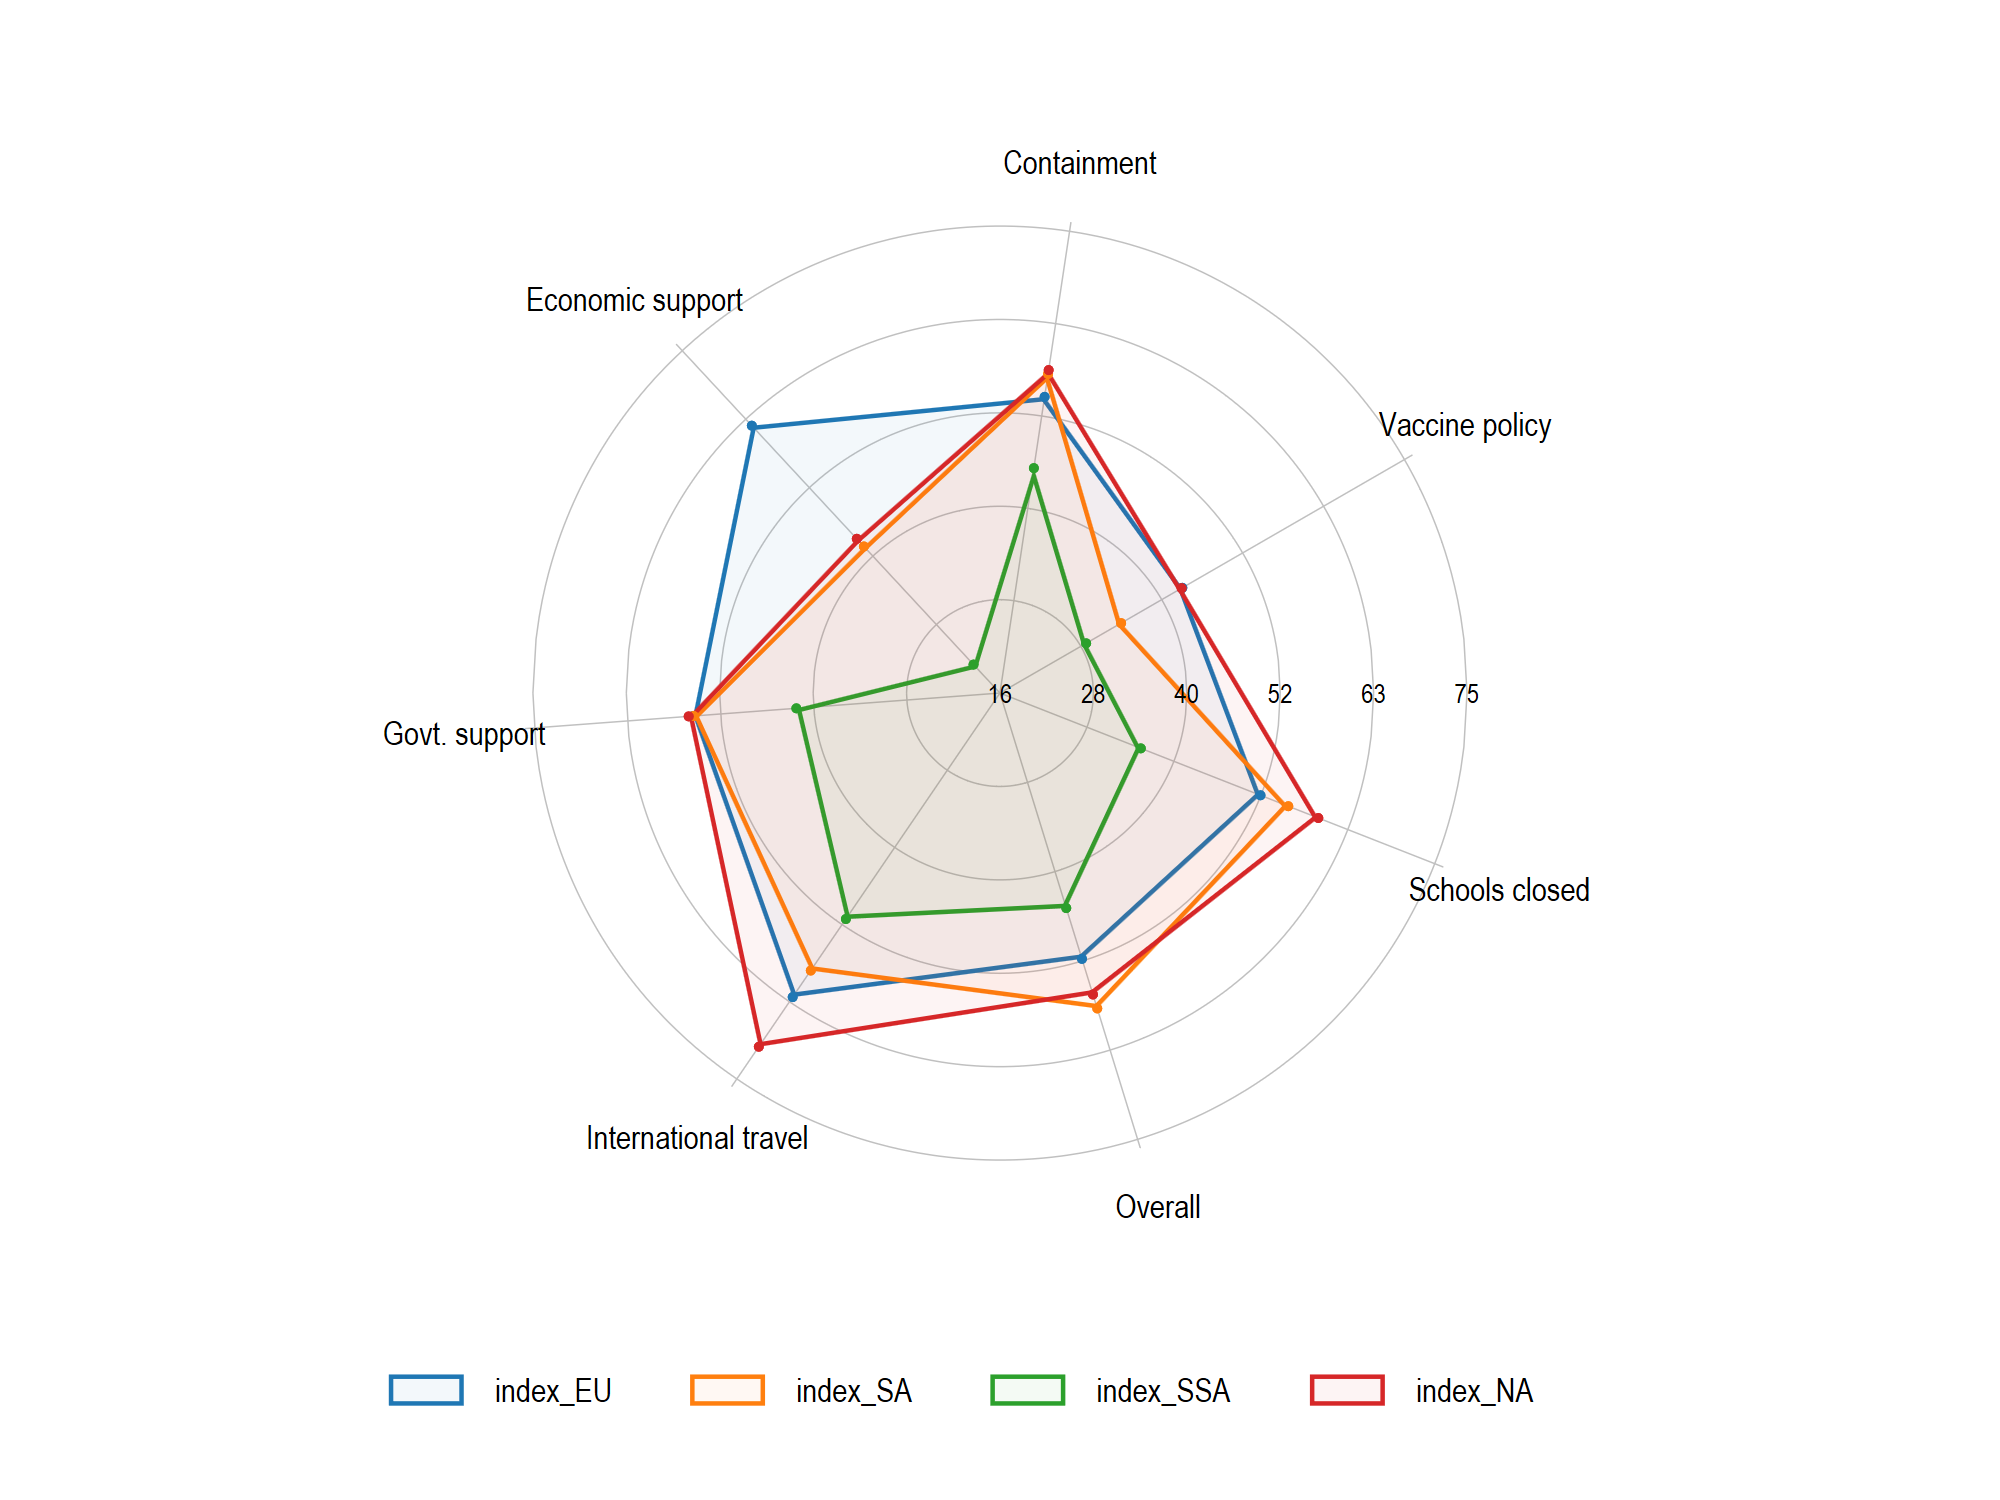 Containment
Economic support
Vaccine policy
16 28 40 52 63 75
Govt. support
Schools closed
International travel
Overall
index_EU index_SA index_SSA index_NA